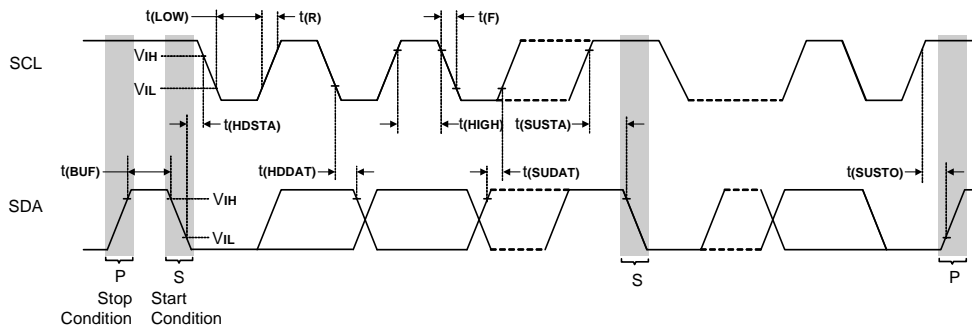 t(LOW) t(R) t(F)
SCL
VIH
VIL
t(HDSTA) t(HIGH) t(SUSTA)
t(BUF) t(HDDAT) t(SUDAT) t(SUSTO)
SDA
VIH
VIL
P S S P
Stop Start
Condition Condition